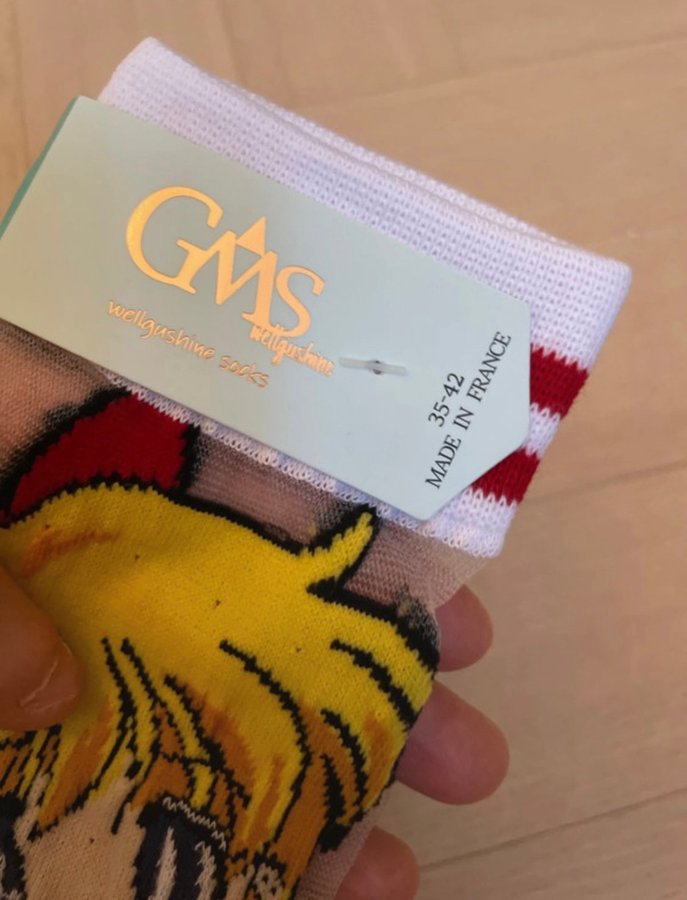 GMS
wellgushine
wellgushine socks
35-42
MADE IN FRANCE